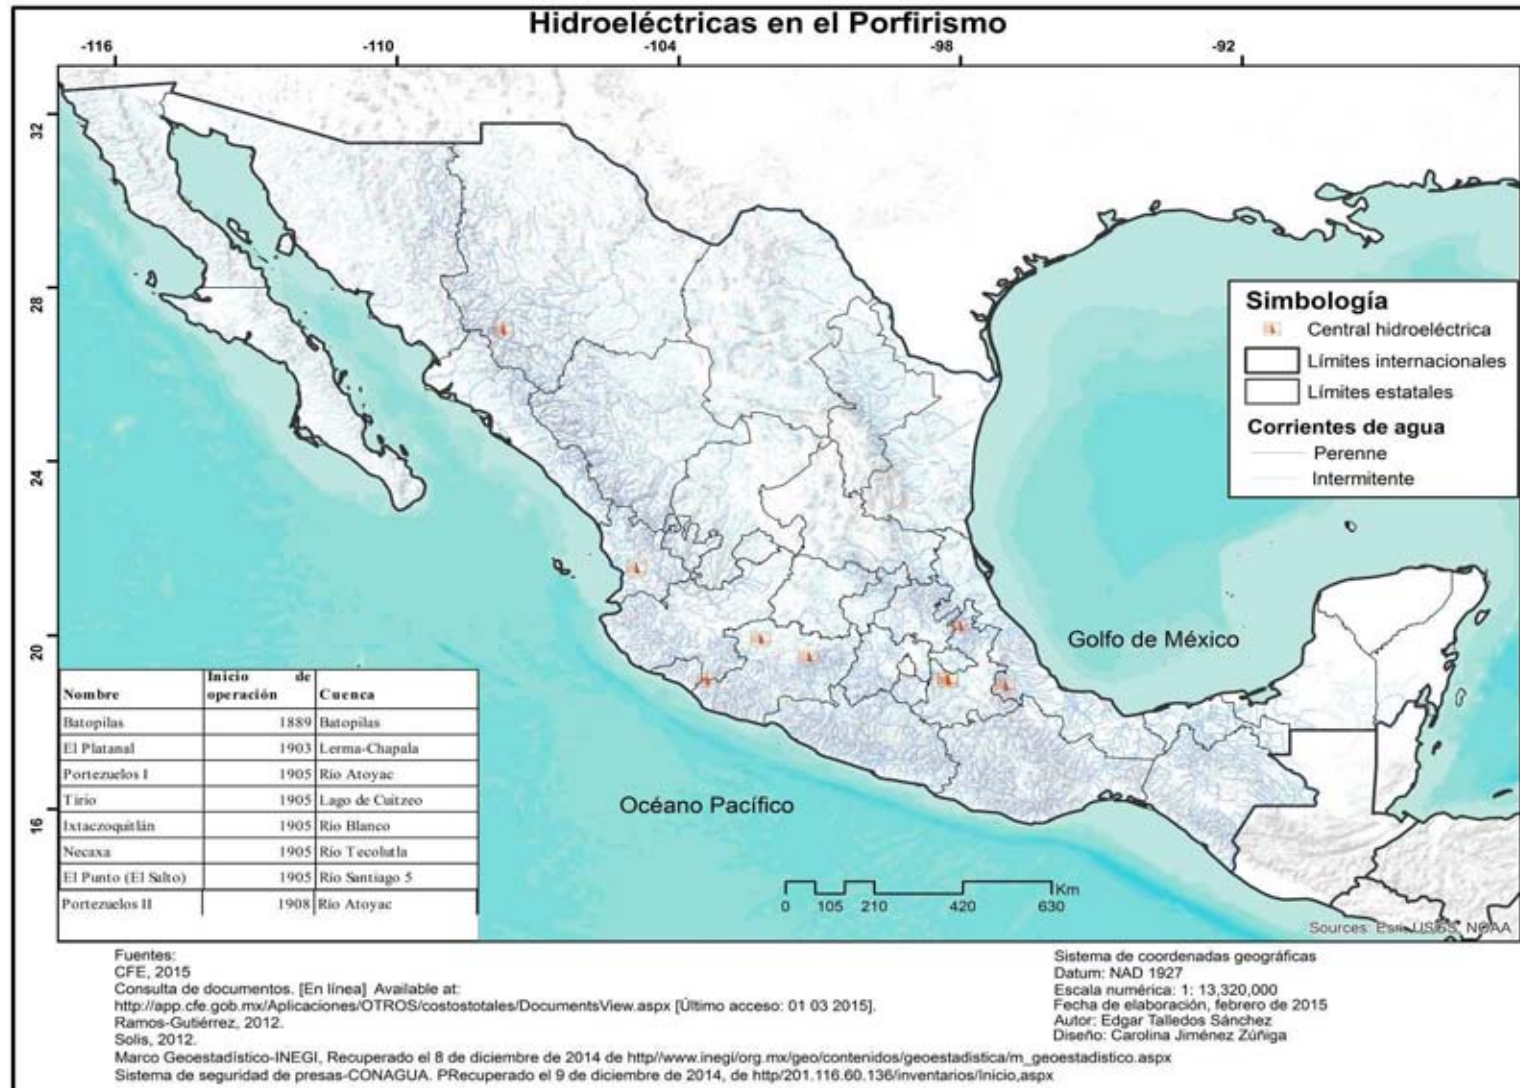 Hidroeléctricas en el Porfirismo
-116 -110 -104 -98 -92
32
28
24
20
16
Simbología
Central hidroeléctrica
Límites internacionales
Límites estatales
Corrientes de agua
Perenne
Intermitente
Golfo de México
Océano Pacífico
Nombre Inicio de operación Cuenca
Batopilas 1889 Batopilas
El Platanal 1903 Lerma-Chapala
Portezuelos I 1905 Río Atoyac
Tirio 1905 Lago de Cuitzeo
Ixtaczoquitlán 1905 Río Blanco
Necaxa 1905 Río Tecolutla
El Punto (El Salto) 1905 Río Santiago 5
Portezuelos II 1908 Río Atoyac
Km
0 105 210 420 630
Sources: Esri, USGS, NOAA
Fuentes:
CFE, 2015
Consulta de documentos. [En línea] Available at:
http://app.cfe.gob.mx/Aplicaciones/OTROS/costostotales/DocumentsView.aspx [Último acceso: 01 03 2015].
Ramos-Gutiérrez, 2012.
Solis, 2012.
Marco Geoestadístico-INEGI, Recuperado el 8 de diciembre de 2014 de http//www.inegi/org.mx/geo/contenidos/geoestadistica/m_geoestadistico.aspx
Sistema de seguridad de presas-CONAGUA. PRecuperado el 9 de diciembre de 2014, de http/201.116.60.136/inventarios/Inicio,aspx
Sistema de coordenadas geográficas
Datum: NAD 1927
Escala numérica: 1: 13,320,000
Fecha de elaboración, febrero de 2015
Autor: Edgar Talledos Sánchez
Diseño: Carolina Jiménez Zúñiga